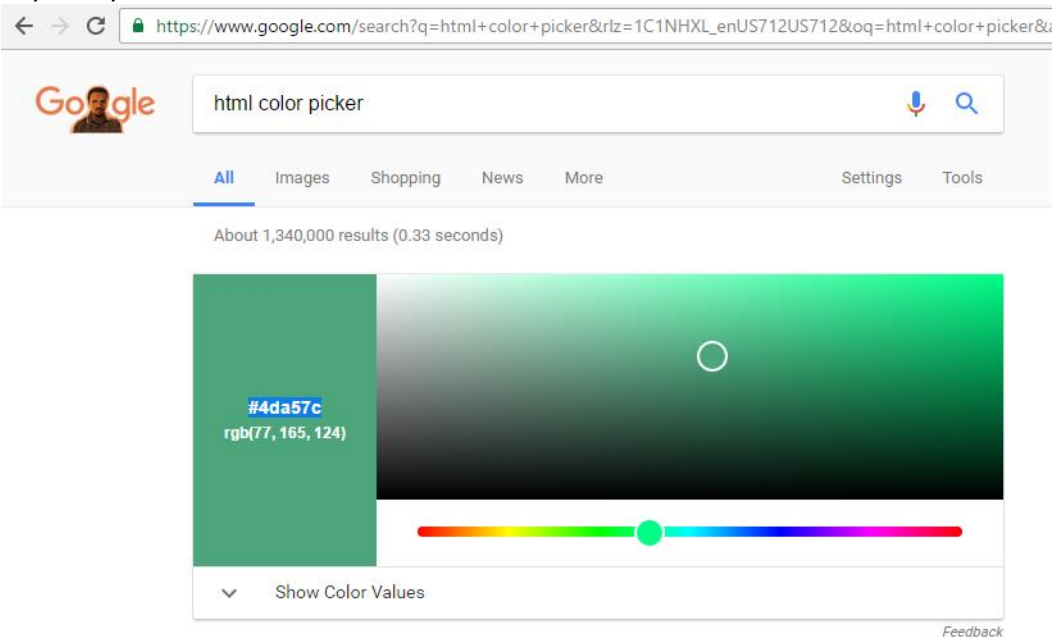 https://www.google.com/search?q=html+color+picker&rlz=1C1NHXL_enUS712US712&oq=html+color+picker&
Go gle
html color picker
All Images Shopping News More Settings Tools
About 1,340,000 results (0.33 seconds)
#4da57c
rgb(77, 165, 124)
Show Color Values
Feedback